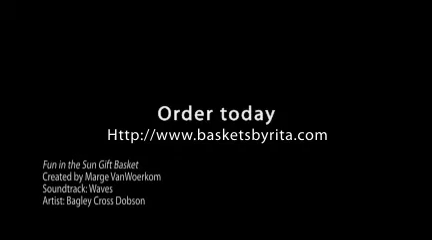 Order today
Http://www.basketsbyrita.com
Fun in the Sun Gift Basket
Created by Marge VanWoerkom
Soundtrack: Waves
Artist: Bagley Cross Dobson